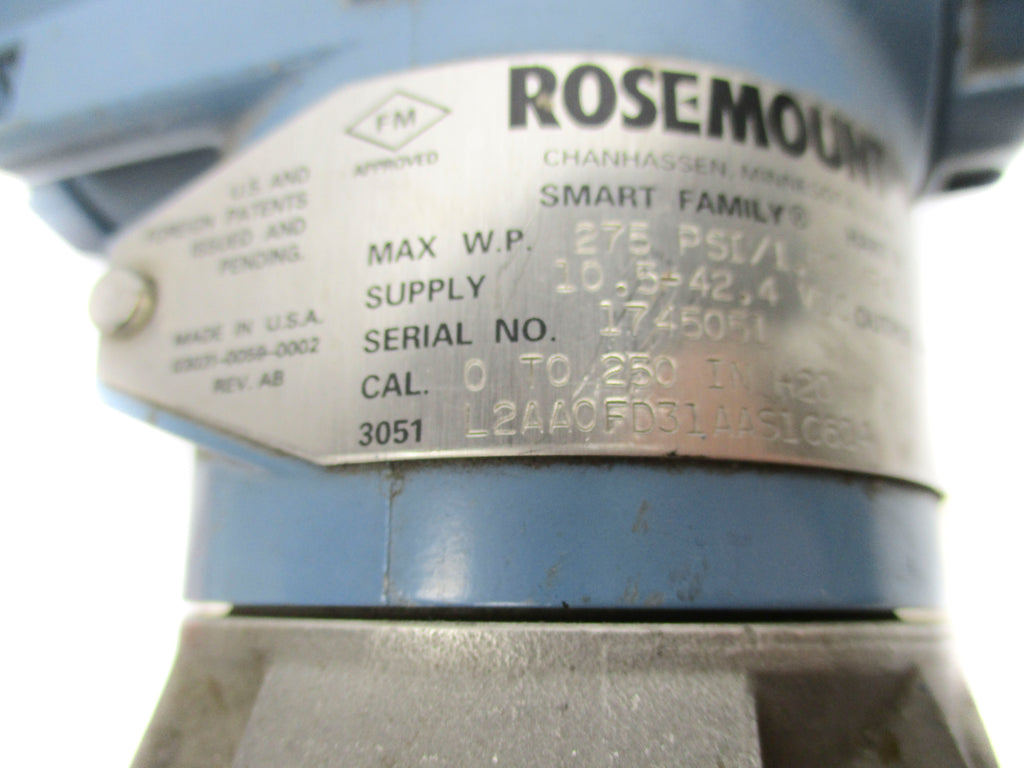 FM
APPROVED
ROSEMOUNT
CHANHASSEN,
SMART FAMILY®
U.S. AND
FOREIGN PATENTS
ISSUED AND
PENDING.
MAX W.P. 275 PSI/1.
SUPPLY 10.5-42.4
SERIAL NO. 1745051
CAL. 0 TO 250 IN H2O
3051
MADE IN U.S.A.
03031-0059-0002
REV. AB